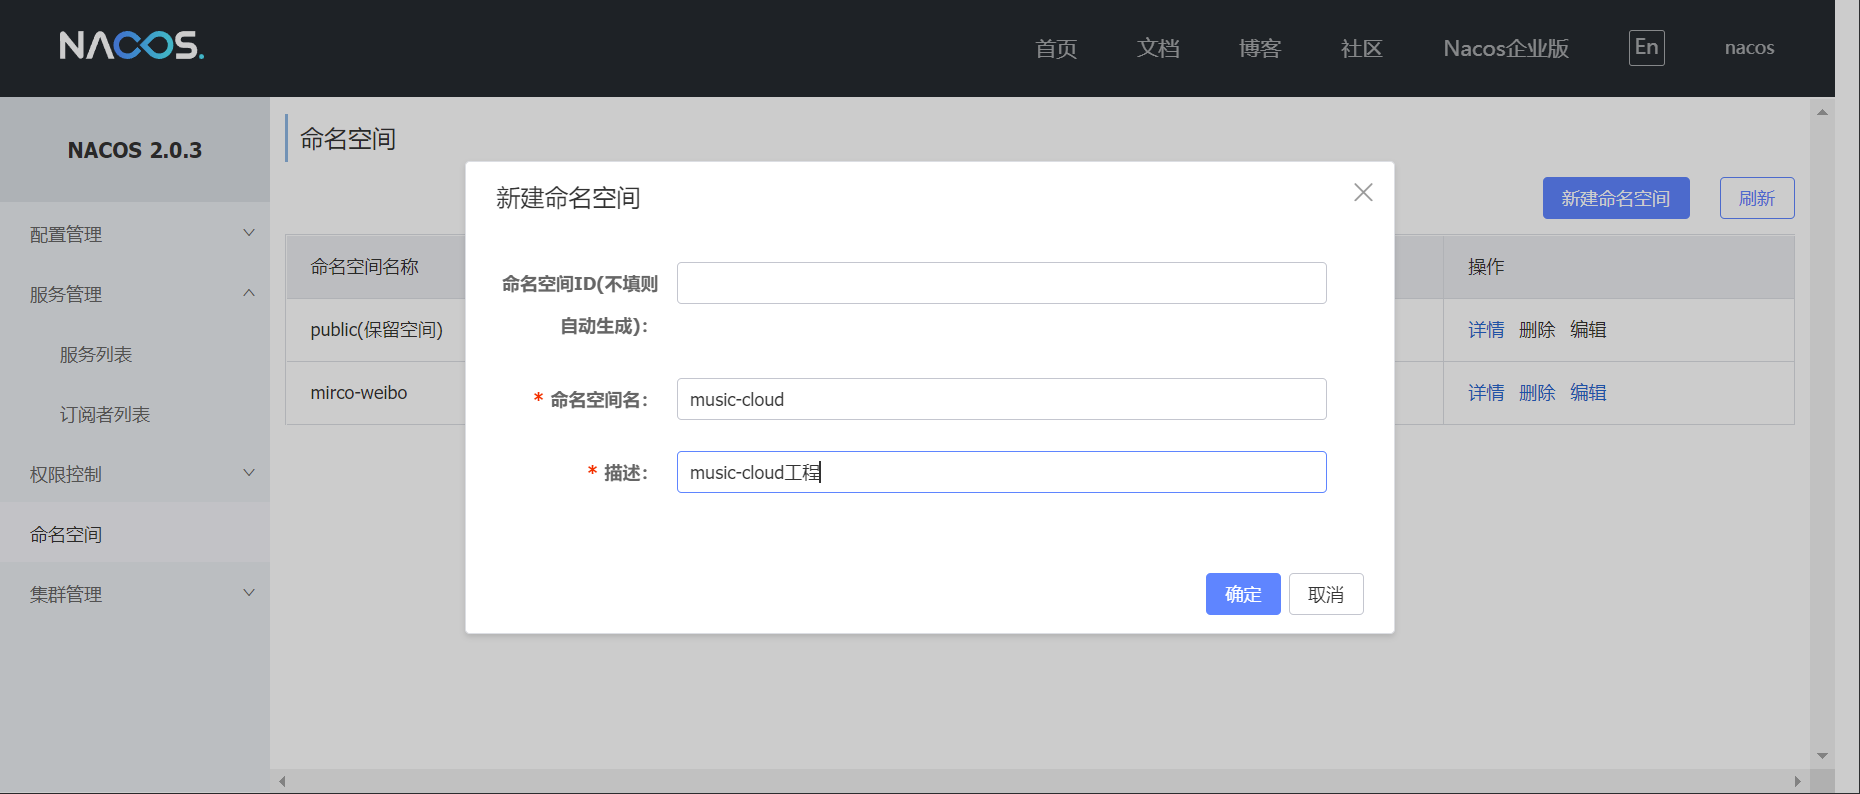 NACOS.
首页 文档 博客 社区 Nacos企业版 En nacos
NACOS 2.0.3
配置管理
服务管理
服务列表
订阅者列表
权限控制
命名空间
集群管理
命名空间
新建命名空间 刷新
命名空间名称 操作
public(保留空间) 详情 删除 编辑
mirco-weibo 详情 删除 编辑
新建命名空间
命名空间ID(不填则
自动生成):
* 命名空间名: music-cloud
* 描述: music-cloud工程
确定 取消